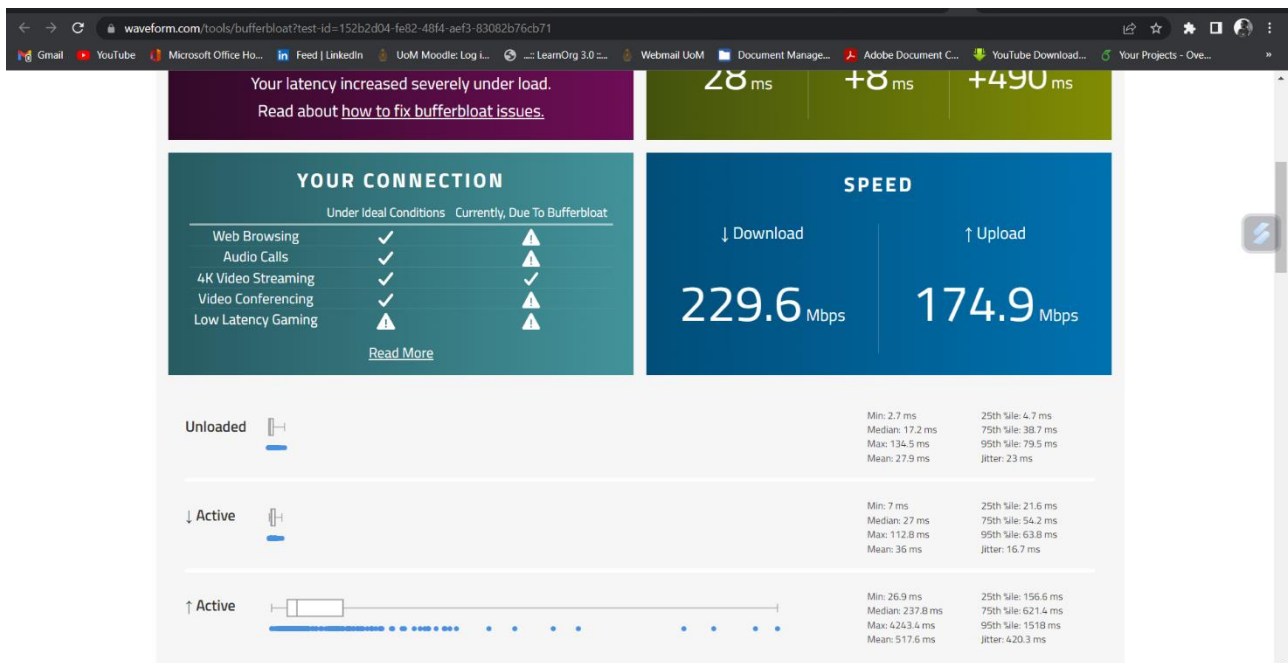 waveform.com/tools/bufferbloat?test-id=152b2d04-fe82-48f4-aef3-83082b76cb71
Gmail YouTube Microsoft Office Ho... Feed | LinkedIn UoM Moodle: Log i... ...:: LearnOrg 3.0 ::... Webmail UoM Document Manage... Adobe Document C... YouTube Download... Your Projects - Ove... »
Your latency increased severely under load.
Read about how to fix bufferbloat issues.
28 ms +8 ms +490 ms
YOUR CONNECTION
Under Ideal Conditions Currently, Due To Bufferbloat
Web Browsing
Audio Calls
4K Video Streaming
Video Conferencing
Low Latency Gaming
Read More
SPEED
↓ Download ↑ Upload
229.6 Mbps 174.9 Mbps
Unloaded
Min: 2.7 ms 25th %ile: 4.7 ms
Median: 17.2 ms 75th %ile: 38.7 ms
Max: 134.5 ms 95th %ile: 79.5 ms
Mean: 27.9 ms Jitter: 23 ms
↓ Active
Min: 7 ms 25th %ile: 21.6 ms
Median: 27 ms 75th %ile: 54.2 ms
Max: 112.8 ms 95th %ile: 63.8 ms
Mean: 36 ms Jitter: 16.7 ms
↑ Active
Min: 26.9 ms 25th %ile: 156.6 ms
Median: 237.8 ms 75th %ile: 621.4 ms
Max: 4243.4 ms 95th %ile: 1518 ms
Mean: 517.6 ms Jitter: 420.3 ms